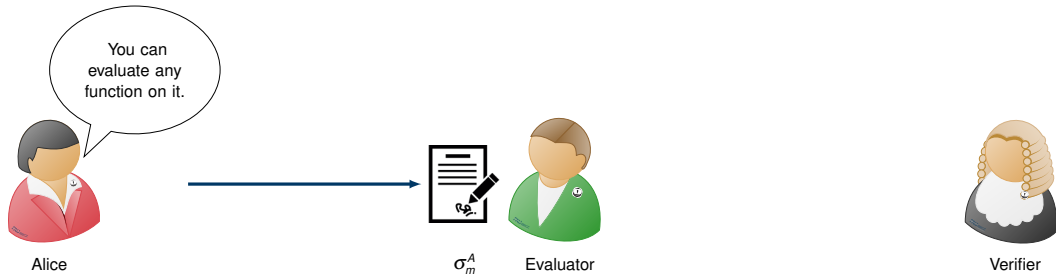 You can
evaluate any
function on it.
Alice
σ_m^A
Evaluator
Verifier